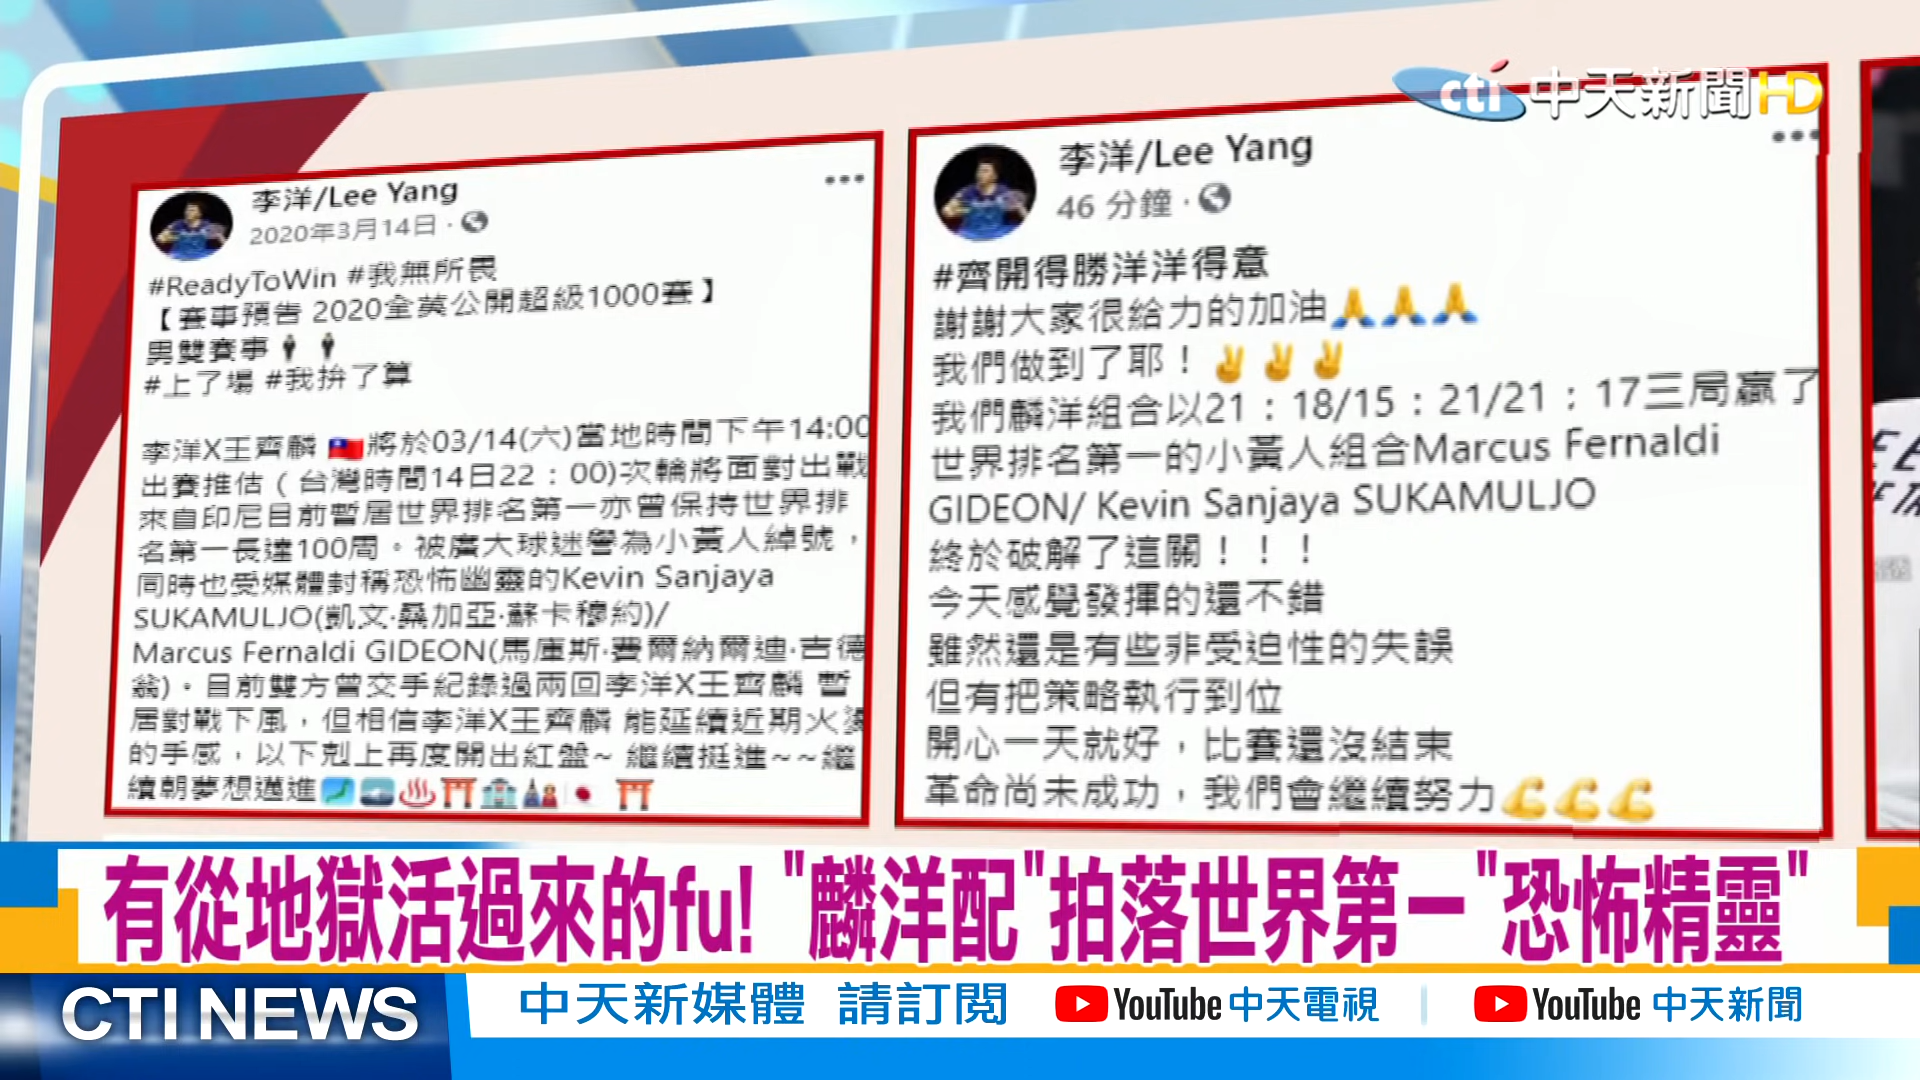 cti 中天新聞HD
李洋/Lee Yang
2020年3月14日
#ReadyToWin #我無所畏
【賽事預告 2020全英公開超級1000賽】
男雙賽事
#上了場 #我拚了算
李洋X王齊麟 將於03/14(六)當地時間下午14:00
出賽推估（台灣時間14日22：00)次輪將面對出戰
來自印尼目前暫居世界排名第一亦曾保持世界排
名第一長達100周。被廣大球迷譽為小黃人綽號，
同時也受媒體封稱恐怖幽靈的Kevin Sanjaya
SUKAMULJO(凱文·桑加亞·蘇卡穆約)/
Marcus Fernaldi GIDEON(馬庫斯·費爾納爾迪·吉德
翁)。目前雙方曾交手紀錄過兩回李洋X王齊麟 暫
居對戰下風，但相信李洋X王齊麟 能延續近期火燙
的手感，以下剋上再度開出紅盤~ 繼續挺進~~繼
續朝夢想邁進
李洋/Lee Yang
46 分鐘
#齊開得勝洋洋得意
謝謝大家很給力的加油🙏🙏🙏
我們做到了耶！✌✌✌
我們麟洋組合以21：18/15：21/21：17三局贏了
世界排名第一的小黃人組合Marcus Fernaldi
GIDEON/ Kevin Sanjaya SUKAMULJO
終於破解了這關！！！
今天感覺發揮的還不錯
雖然還是有些非受迫性的失誤
但有把策略執行到位
開心一天就好，比賽還沒結束
革命尚未成功，我們會繼續努力💪💪💪
有從地獄活過來的fu! "麟洋配"拍落世界第一"恐怖精靈"
CTI NEWS
中天新媒體 請訂閱 YouTube 中天電視 | YouTube 中天新聞